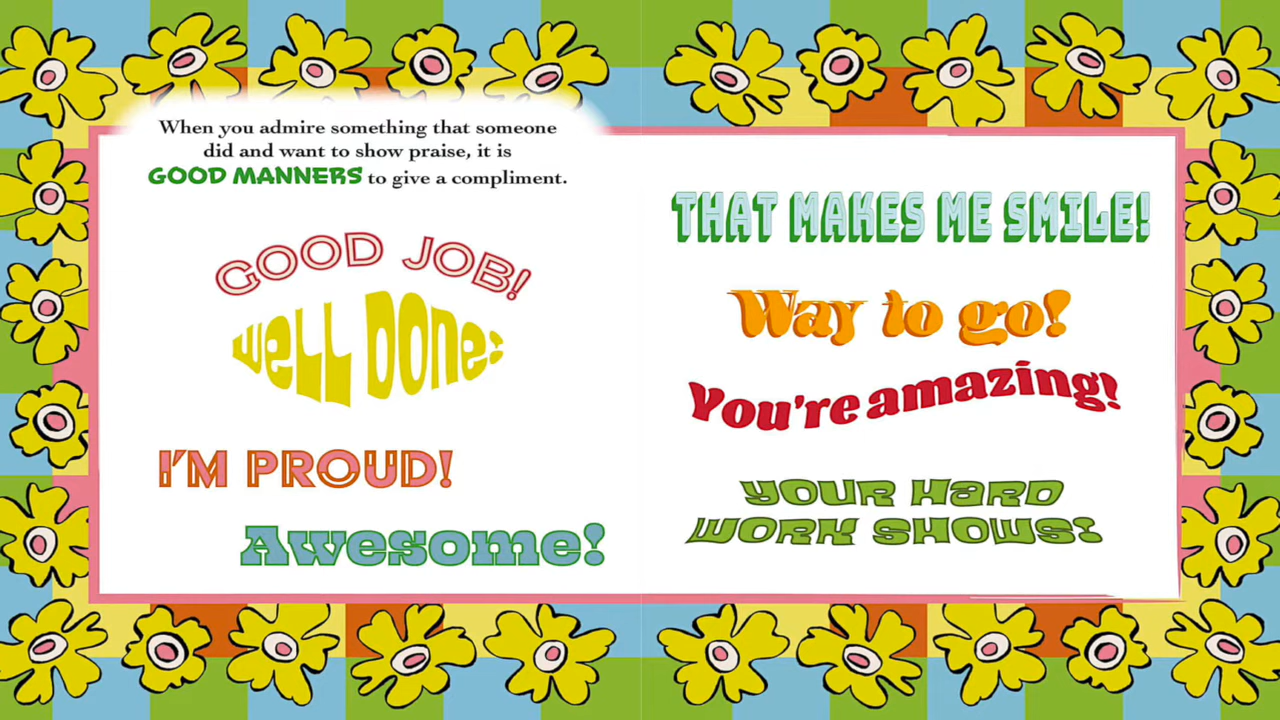 When you admire something that someone
did and want to show praise, it is
GOOD MANNERS to give a compliment.
GOOD JOB!
WELL DONE!
I'M PROUD!
Awesome!
THAT MAKES ME SMILE!
Way to go!
You're amazing!
YOUR HARD
WORK SHOWS!